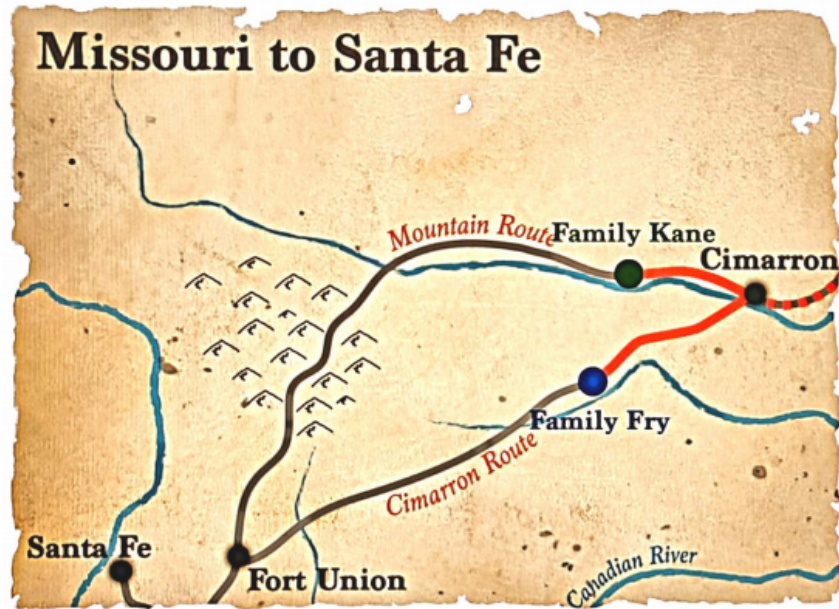 Missouri to Santa Fe
Mountain Route
Family Kane
Cimarron
Family Fry
Cimarron Route
Santa Fe
Fort Union
Canadian River